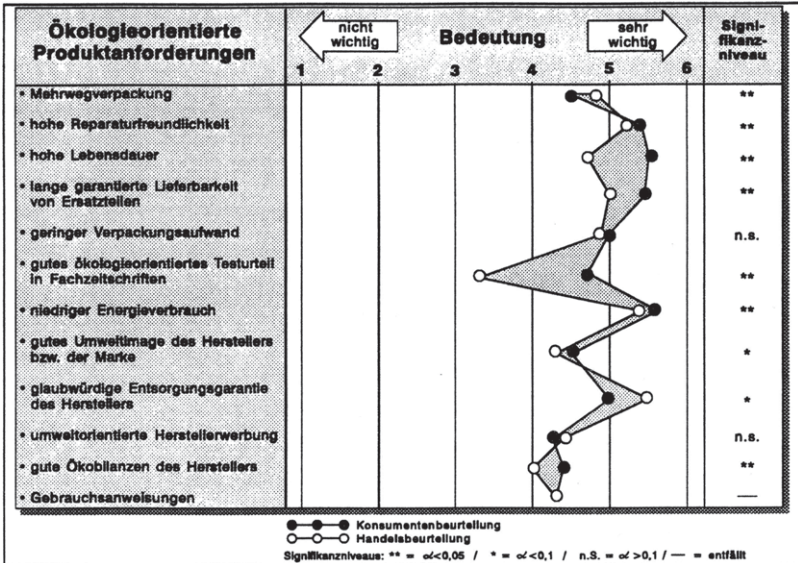 Ökologieorientierte
Produktanforderungen
nicht
wichtig
Bedeutung
sehr
wichtig
Signi-
fikanz-
niveau
1 2 3 4 5 6
• Mehrwegverpackung **
• hohe Reparaturfreundlichkeit **
• hohe Lebensdauer **
• lange garantierte Lieferbarkeit
von Ersatzteilen **
• geringer Verpackungsaufwand n.s.
• gutes ökologieorientiertes Testurteil
in Fachzeitschriften **
• niedriger Energieverbrauch **
• gutes Umweltimage des Herstellers
bzw. der Marke *
• glaubwürdige Entsorgungsgarantie
des Herstellers *
• umweltorientierte Herstellerwerbung n.s.
• gute Ökobilanzen des Herstellers **
• Gebrauchsanweisungen —
Konsumentenbeurteilung
Handelsbeurteilung
Signifikanzniveaus: ** = α<0,05 / * = α<0,1 / n.S. = α >0,1 / — = entfällt